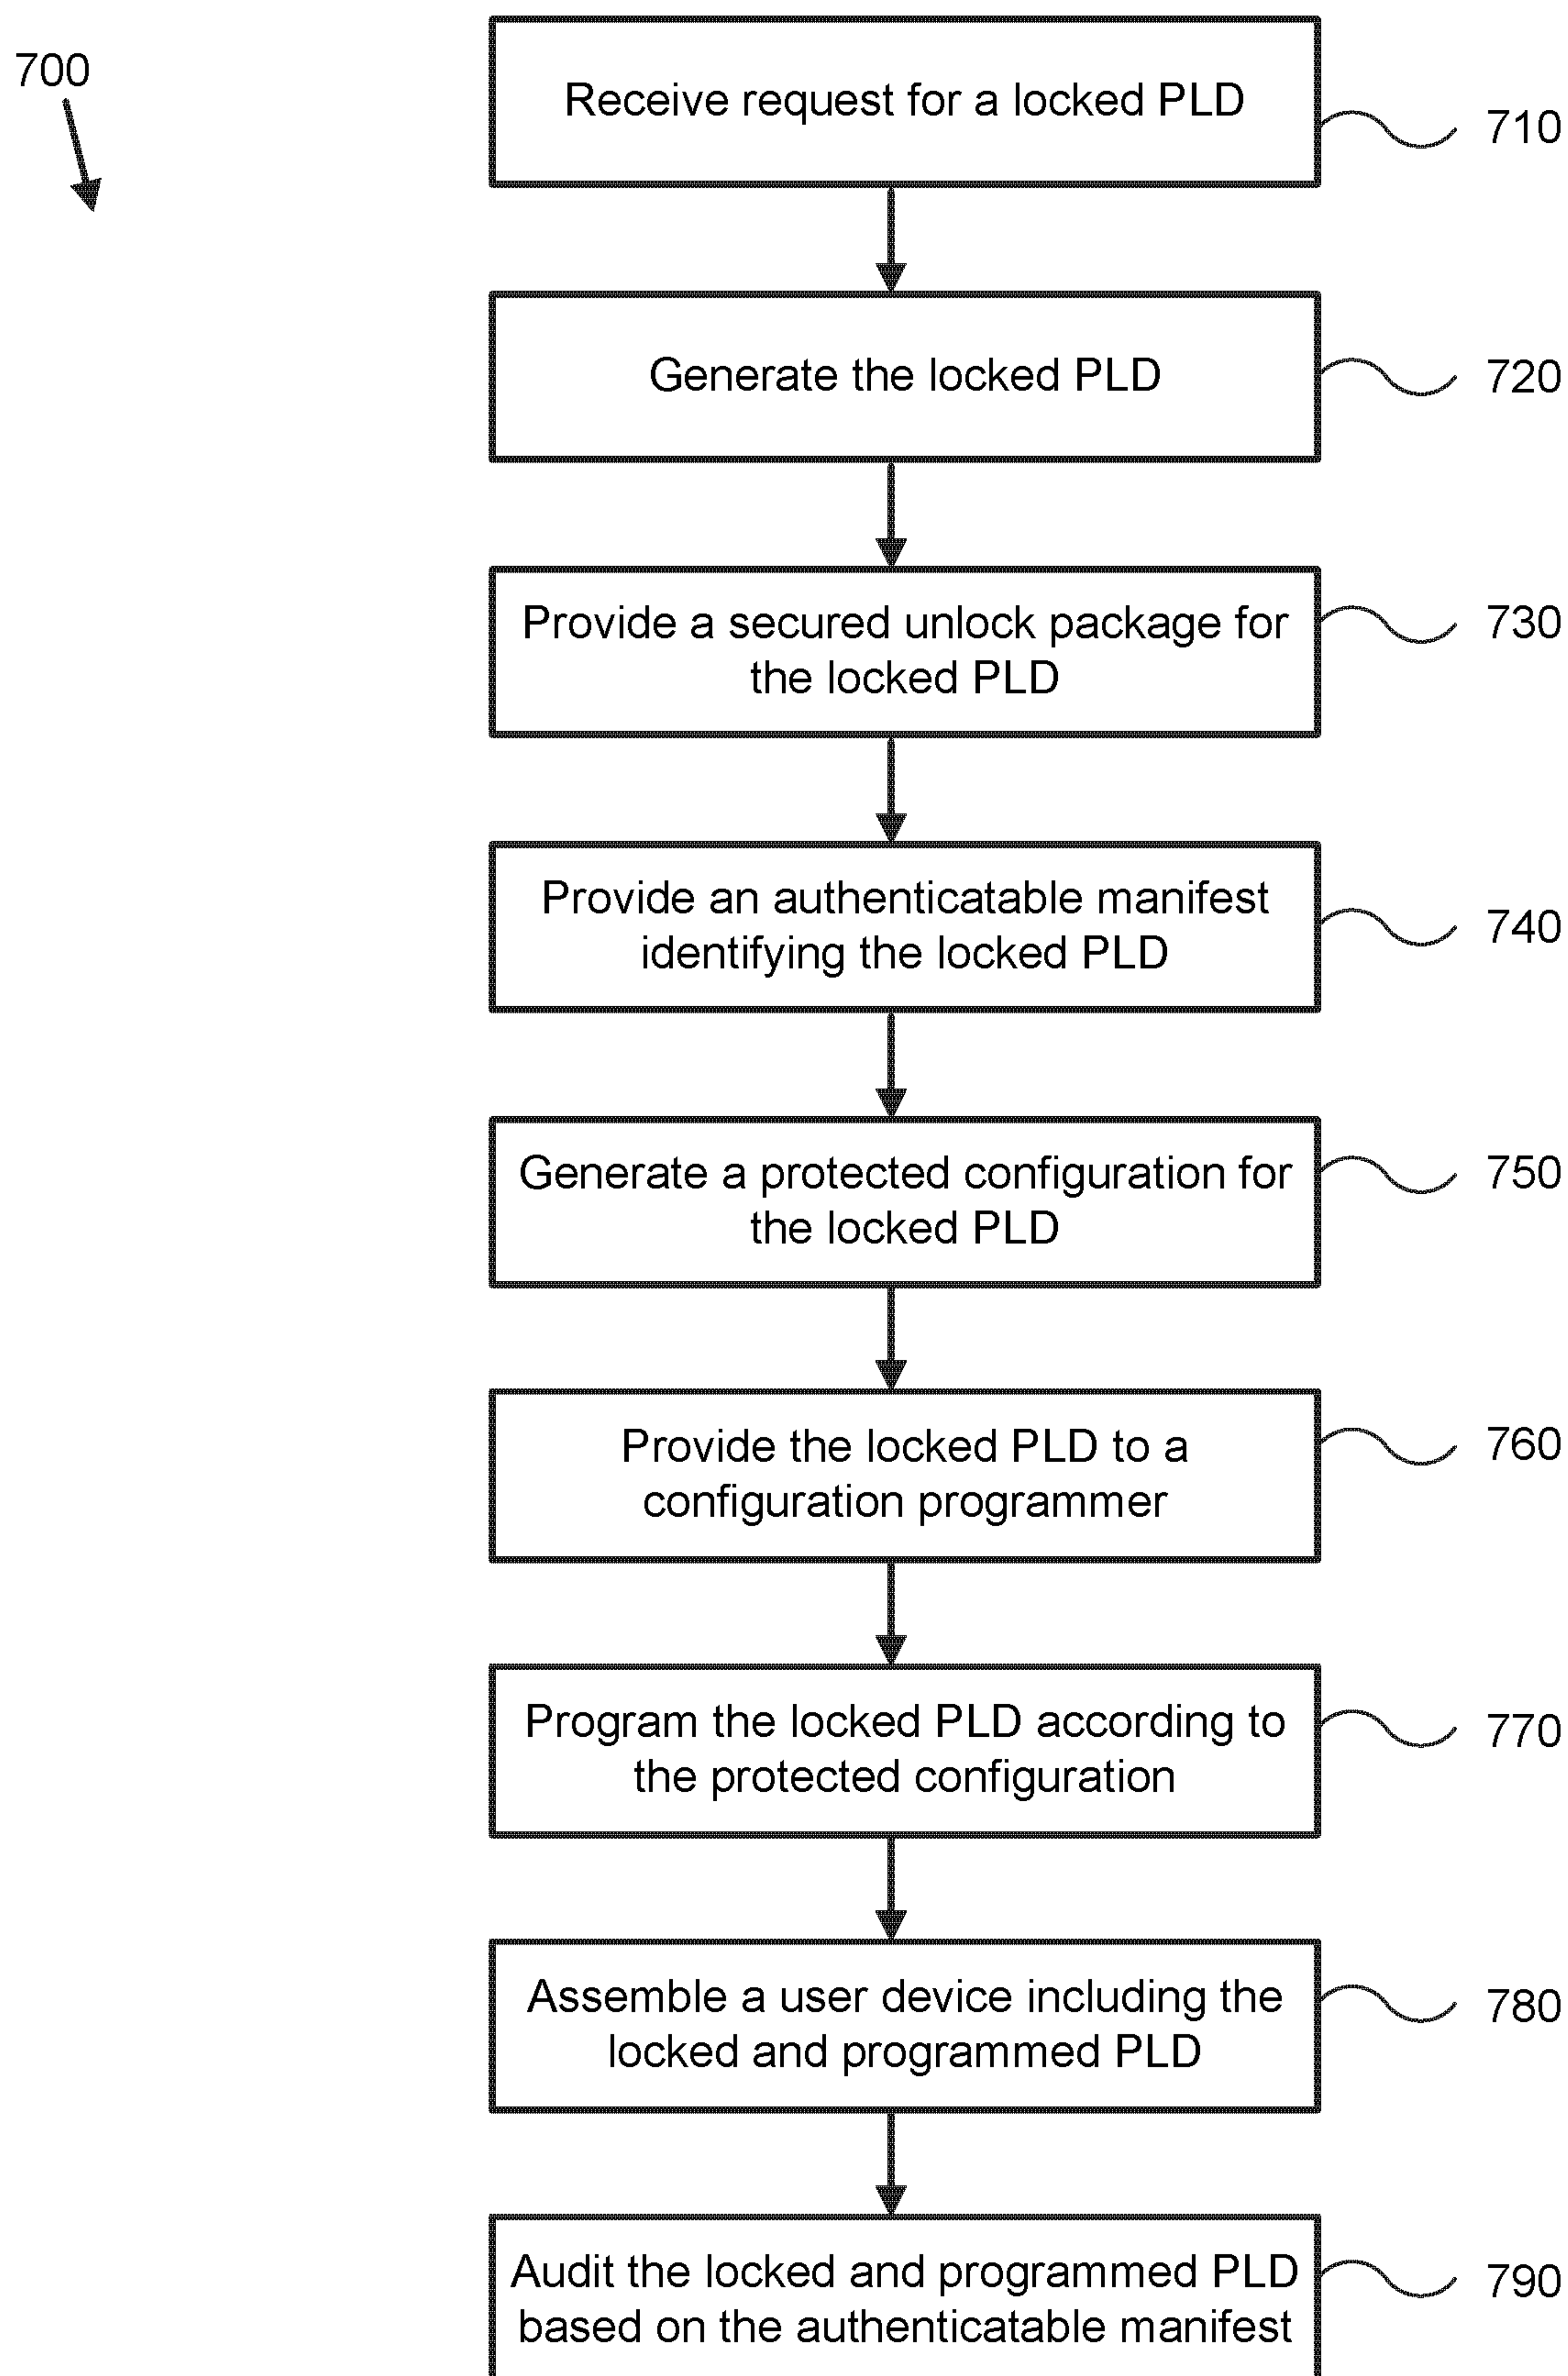 700
Receive request for a locked PLD
710
Generate the locked PLD
720
Provide a secured unlock package for
the locked PLD
730
Provide an authenticatable manifest
identifying the locked PLD
740
Generate a protected configuration for
the locked PLD
750
Provide the locked PLD to a
configuration programmer
760
Program the locked PLD according to
the protected configuration
770
Assemble a user device including the
locked and programmed PLD
780
Audit the locked and programmed PLD
based on the authenticatable manifest
790